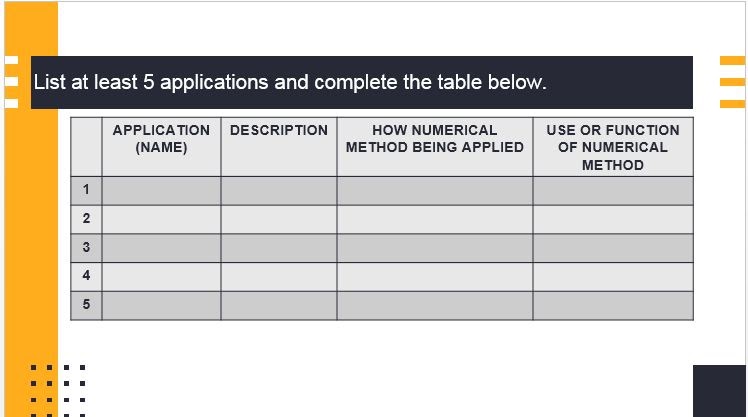 List at least 5 applications and complete the table below.
APPLICATION (NAME) DESCRIPTION HOW NUMERICAL METHOD BEING APPLIED USE OR FUNCTION OF NUMERICAL METHOD
1
2
3
4
5